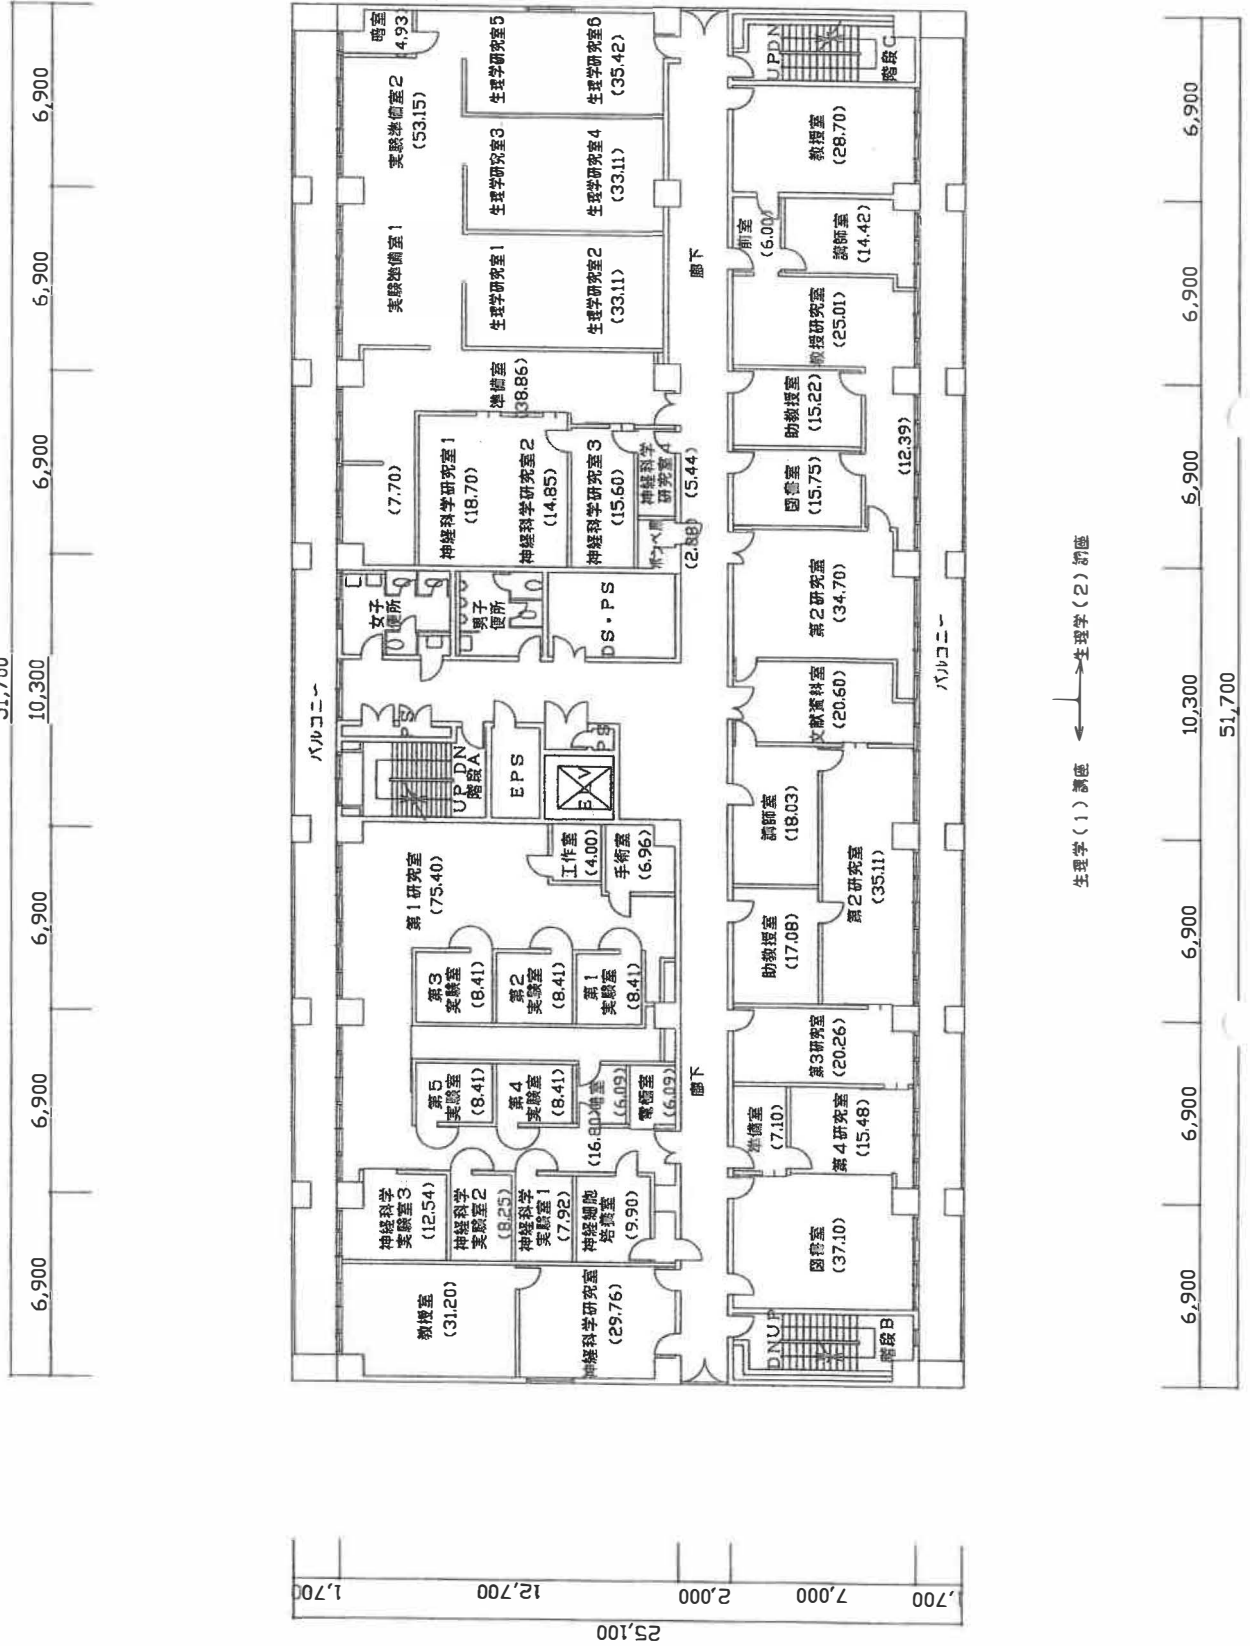 51,700
6,900
6,900
6,900
10,300
6,900
6,900
6,900
1,700
12,700
2,000
7,000
1,700
25,100
バルコニー
教授室
(31.20)
神経科学研究室
(29.76)
神経科学
実験室3
(12.54)
神経科学
実験室2
(8.25)
神経科学
実験室1
(7.92)
神経細胞
培養室
(9.90)
(16.80)
第5
実験室
(8.41)
第4
実験室
(8.41)
(6.09)
電極室
(6.09)
第3
実験室
(8.41)
第2
実験室
(8.41)
第1
実験室
(8.41)
第1研究室
(75.40)
工作室
(4.00)
手術室
(6.96)
UP DN
階段A
EPS
PS
EV
PS
女子
便所
男子
便所
DS・PS
(7.70)
神経科学研究室1
(18.70)
神経科学研究室2
(14.85)
神経科学研究室3
(15.60)
神経科学
研究室4
(5.44)
ボンベ庫
(2.88)
準備室
(38.86)
実験準備室1
実験準備室2
(53.15)
暗室
(4.93)
生理学研究室1
生理学研究室2
(33.11)
生理学研究室3
生理学研究室4
(33.11)
生理学研究室5
生理学研究室6
(35.42)
廊下
廊下
DNUP
階段B
図書室
(37.10)
準備室
(7.10)
第4研究室
(15.48)
第3研究室
(20.26)
助教授室
(17.08)
講師室
(18.03)
第2研究室
(35.11)
文献資料室
(20.60)
第2研究室
(34.70)
図書室
(15.75)
助教授室
(15.22)
(12.39)
教授研究室
(25.01)
前室
(6.00)
講師室
(14.42)
教授室
(28.70)
UPDN
階段C
バルコニー
生理学(1)講座
生理学(2)講座
6,900
6,900
6,900
10,300
6,900
6,900
6,900
51,700